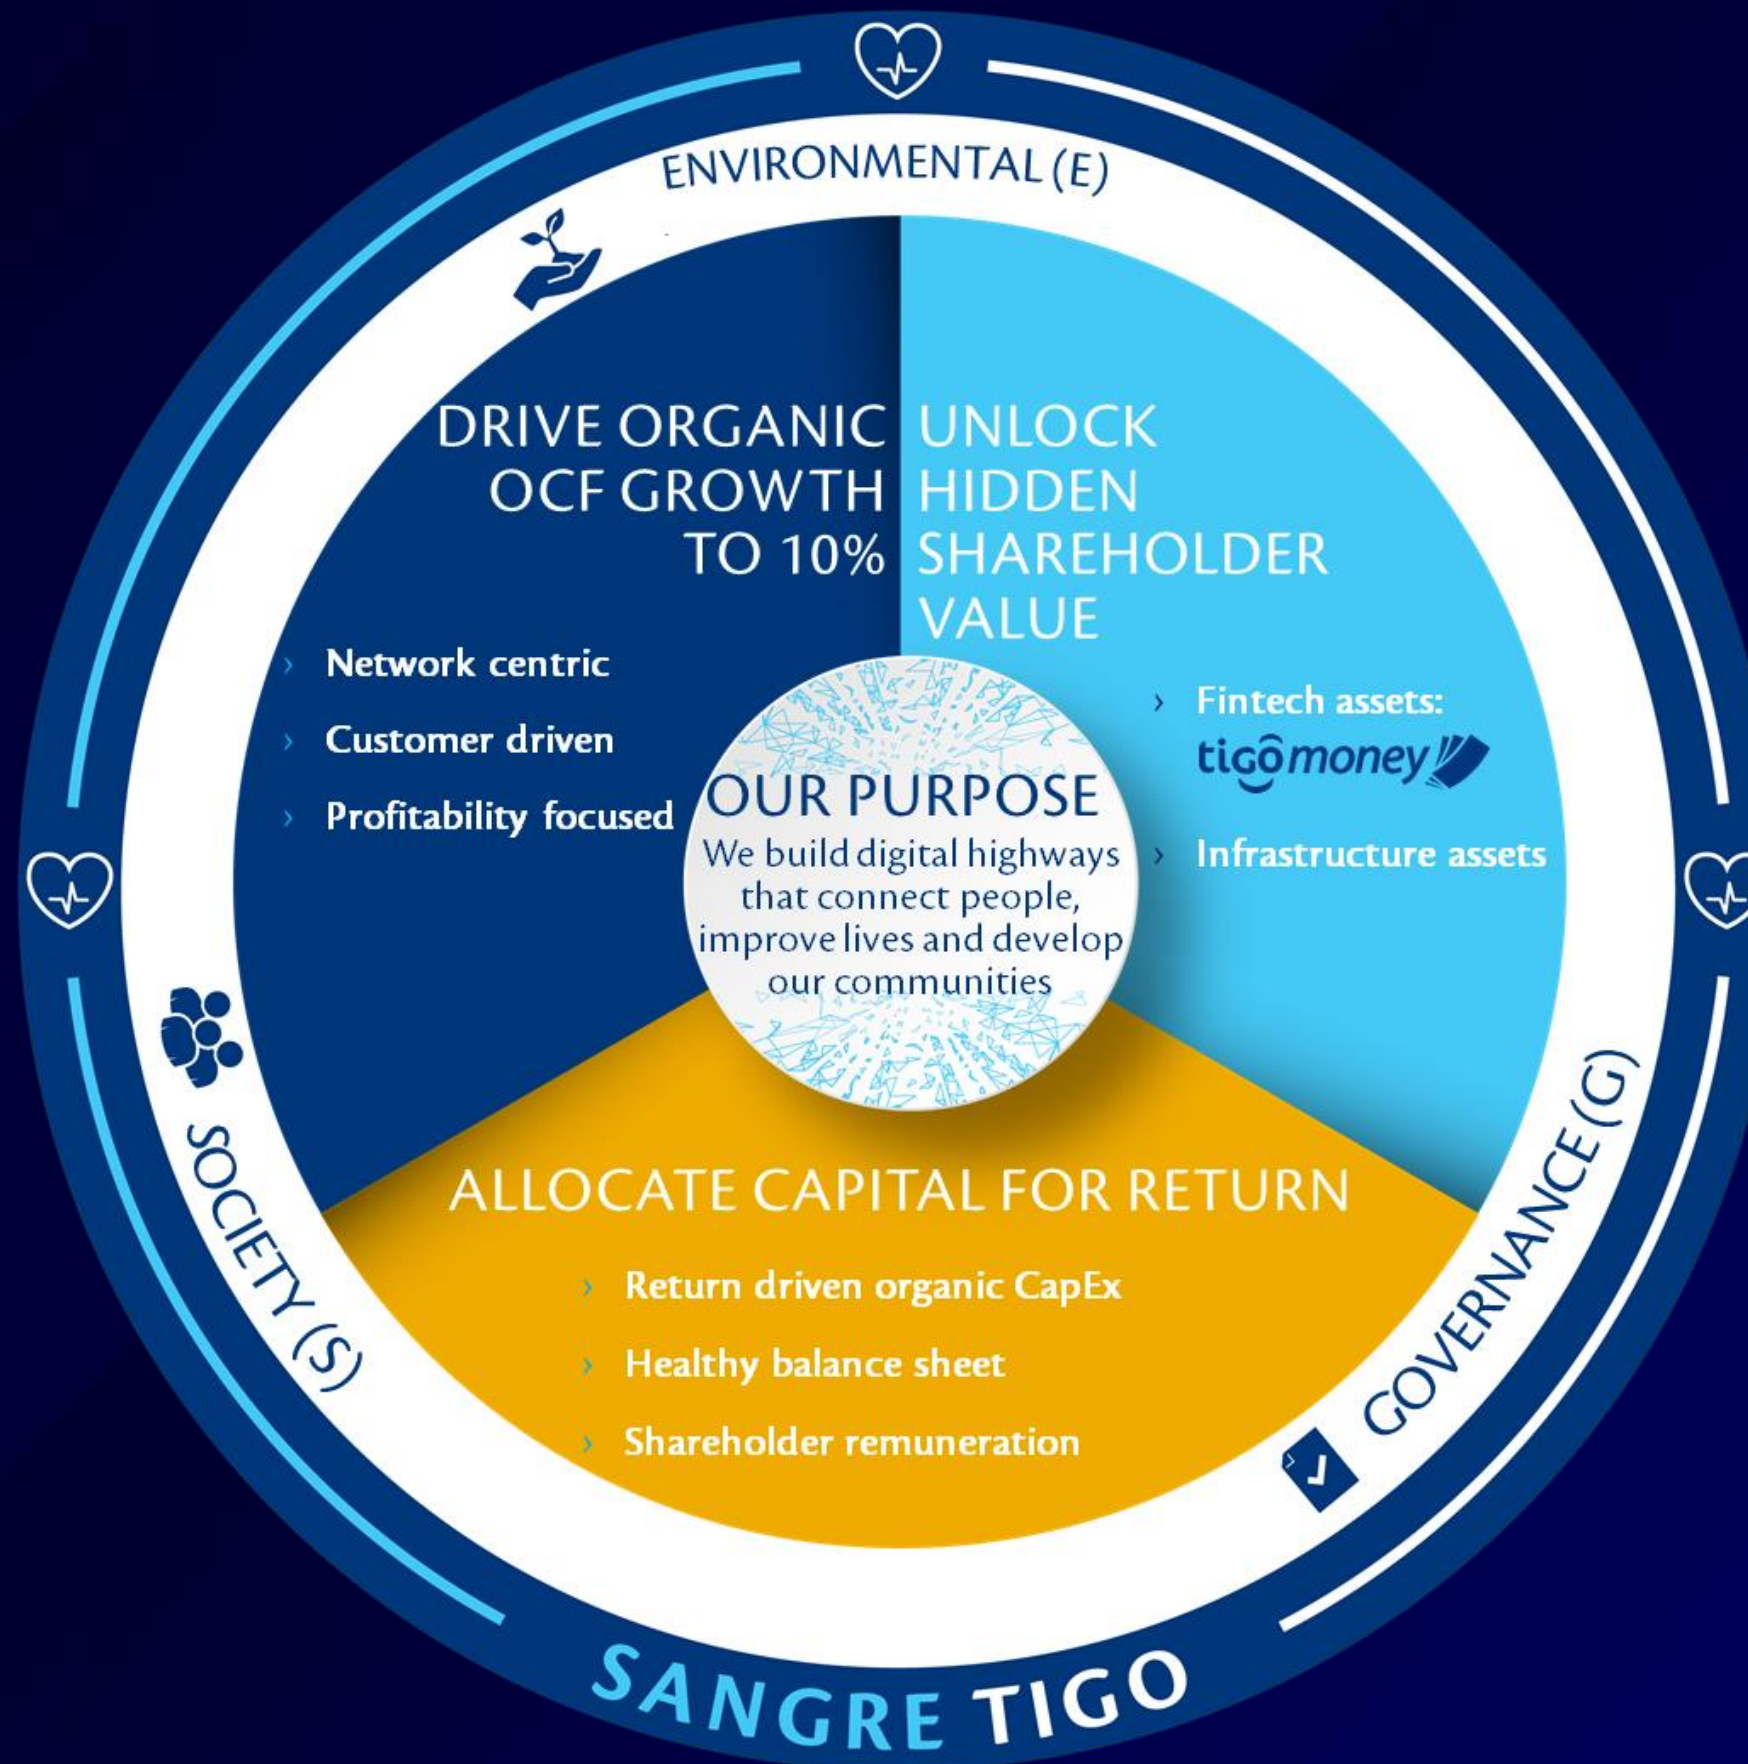 ENVIRONMENTAL (E)
DRIVE ORGANIC
OCF GROWTH
TO 10%
› Network centric
› Customer driven
› Profitability focused
UNLOCK
HIDDEN
SHAREHOLDER
VALUE
› Fintech assets:
tigo money
› Infrastructure assets
OUR PURPOSE
We build digital highways
that connect people,
improve lives and develop
our communities
ALLOCATE CAPITAL FOR RETURN
› Return driven organic CapEx
› Healthy balance sheet
› Shareholder remuneration
SOCIETY (S)
GOVERNANCE (G)
SANGRE TIGO